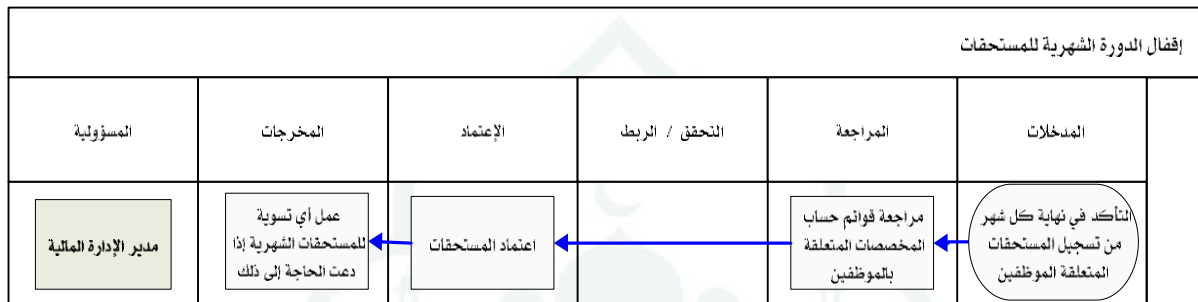 إقفال الدورة الشهرية للمستحقات
المدخلات
المراجعة
التحقق / الربط
الإعتماد
المخرجات
المسؤولية
التأكد في نهاية كل شهر
من تسجيل المستحقات
المتعلقة الموظفين
مراجعة قوائم حساب
المخصصات المتعلقة
بالموظفين
اعتماد المستحقات
عمل أي تسوية
للمستحقات الشهرية إذا
دعت الحاجة إلى ذلك
مدير الإدارة المالية